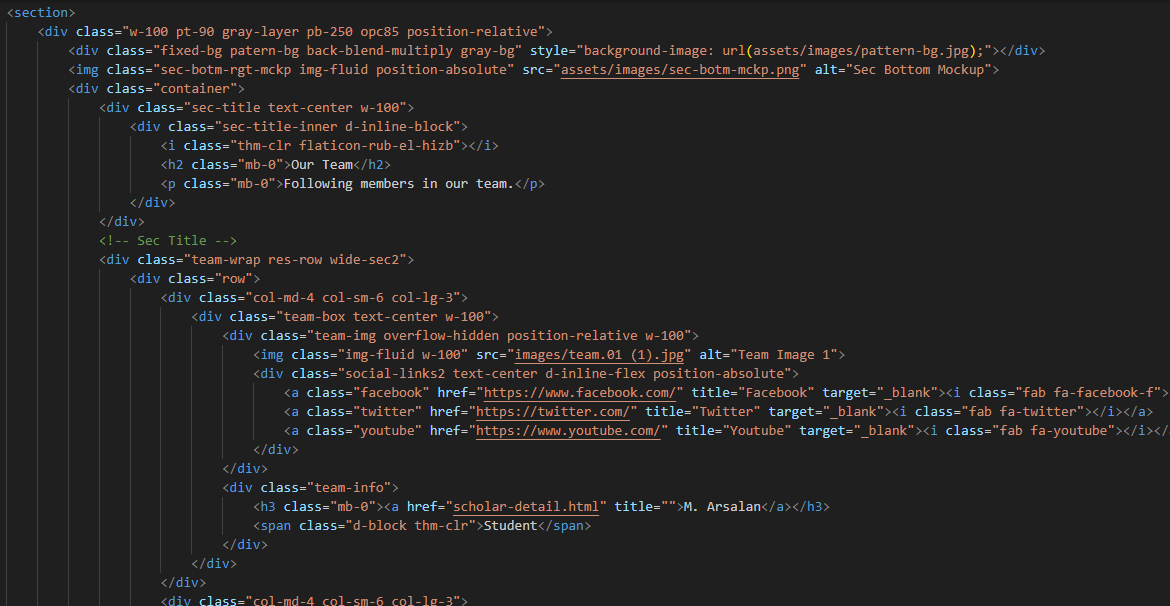 <section>
<div class="w-100 pt-90 gray-layer pb-250 opc85 position-relative">
<div class="fixed-bg patern-bg back-blend-multiply gray-bg" style="background-image: url(assets/images/pattern-bg.jpg);"></div>
<img class="sec-botm-rgt-mckp img-fluid position-absolute" src="assets/images/sec-botm-mckp.png" alt="Sec Bottom Mockup">
<div class="container">
<div class="sec-title text-center w-100">
<div class="sec-title-inner d-inline-block">
<i class="thm-clr flaticon-rub-el-hizb"></i>
<h2 class="mb-0">Our Team</h2>
<p class="mb-0">Following members in our team.</p>
</div>
</div>
<!-- Sec Title -->
<div class="team-wrap res-row wide-sec2">
<div class="row">
<div class="col-md-4 col-sm-6 col-lg-3">
<div class="team-box text-center w-100">
<div class="team-img overflow-hidden position-relative w-100">
<img class="img-fluid w-100" src="images/team.01 (1).jpg" alt="Team Image 1">
<div class="social-links2 text-center d-inline-flex position-absolute">
<a class="facebook" href="https://www.facebook.com/" title="Facebook" target="_blank"><i class="fab fa-facebook-f">
<a class="twitter" href="https://twitter.com/" title="Twitter" target="_blank"><i class="fab fa-twitter"></i></a>
<a class="youtube" href="https://www.youtube.com/" title="Youtube" target="_blank"><i class="fab fa-youtube"></i></
</div>
</div>
<div class="team-info">
<h3 class="mb-0"><a href="scholar-detail.html" title="">M. Arsalan</a></h3>
<span class="d-block thm-clr">Student</span>
</div>
</div>
</div>
<div class="col-md-4 col-sm-6 col-lg-3">